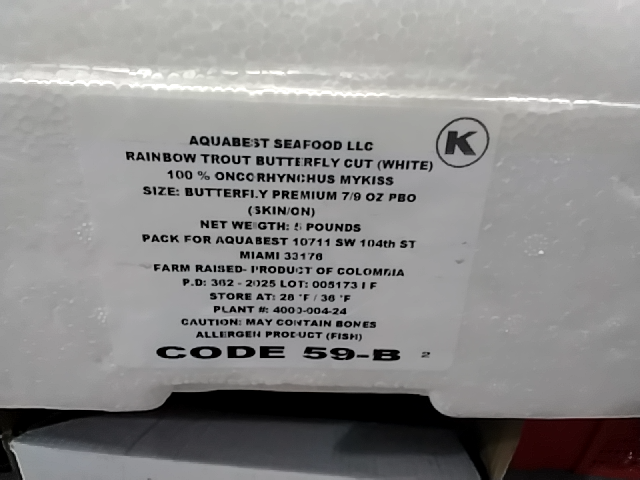 AQUABEST SEAFOOD LLC
K
RAINBOW TROUT BUTTERFLY CUT (WHITE)
100 % ONCORHYNCHUS MYKISS
SIZE: BUTTERFLY PREMIUM 7/9 OZ PBO
(SKIN/ON)
NET WEIGTH: 5 POUNDS
PACK FOR AQUABEST 10711 SW 104th ST
MIAMI 33176
FARM RAISED- PRODUCT OF COLOMBIA
P.D: 362 - 2025 LOT: 005173
STORE AT: 28 °F / 36 °F
PLANT #: 4000-004-24
CAUTION: MAY CONTAIN BONES
ALLERGEN PRODUCT (FISH)
CODE 59-B 2